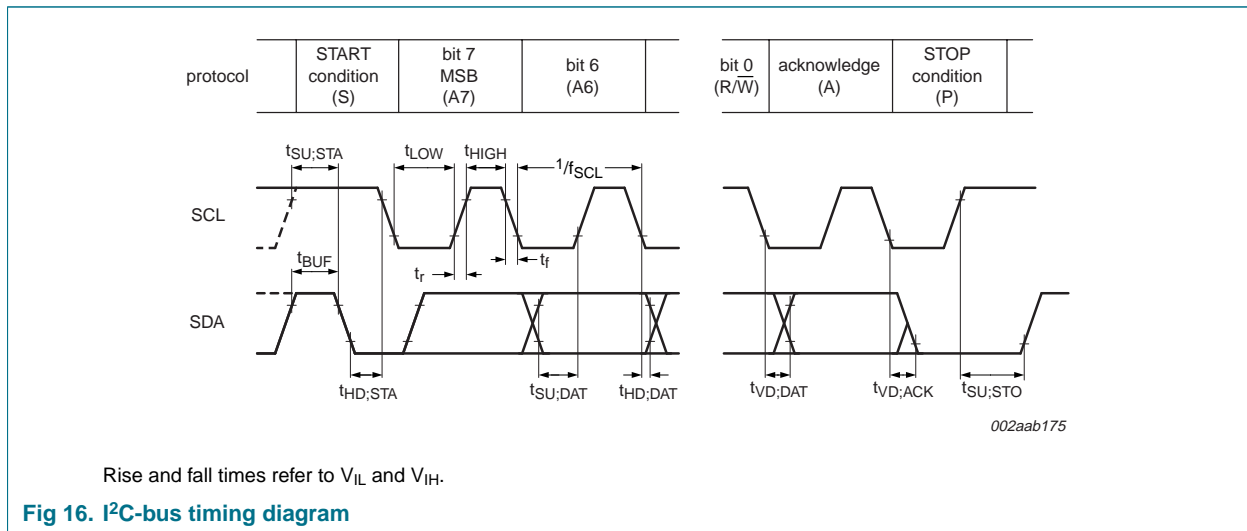 protocol
START
condition
(S)
bit 7
MSB
(A7)
bit 6
(A6)
bit 0
(R/W̅)
acknowledge
(A)
STOP
condition
(P)
tSU;STA
tLOW
tHIGH
1/fSCL
SCL
tBUF
tr
tf
SDA
tHD;STA
tSU;DAT
tHD;DAT
tVD;DAT
tVD;ACK
tSU;STO
002aab175
Rise and fall times refer to VIL and VIH.
Fig 16. I²C-bus timing diagram